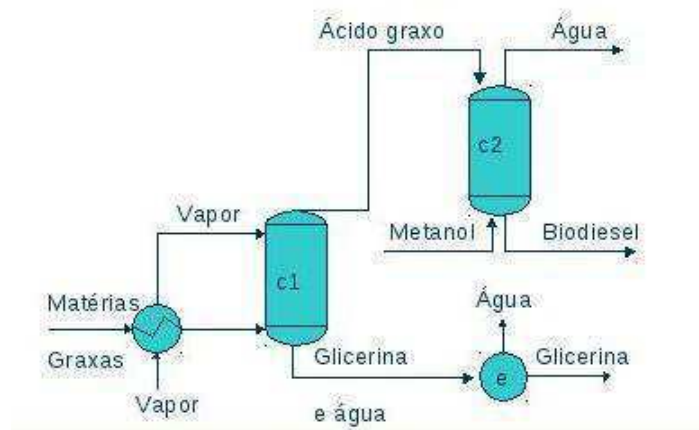 Ácido graxo
Água
c2
Vapor
Metanol
Biodiesel
c1
Matérias
Graxas
Água
Glicerina
e água
e
Glicerina
Vapor